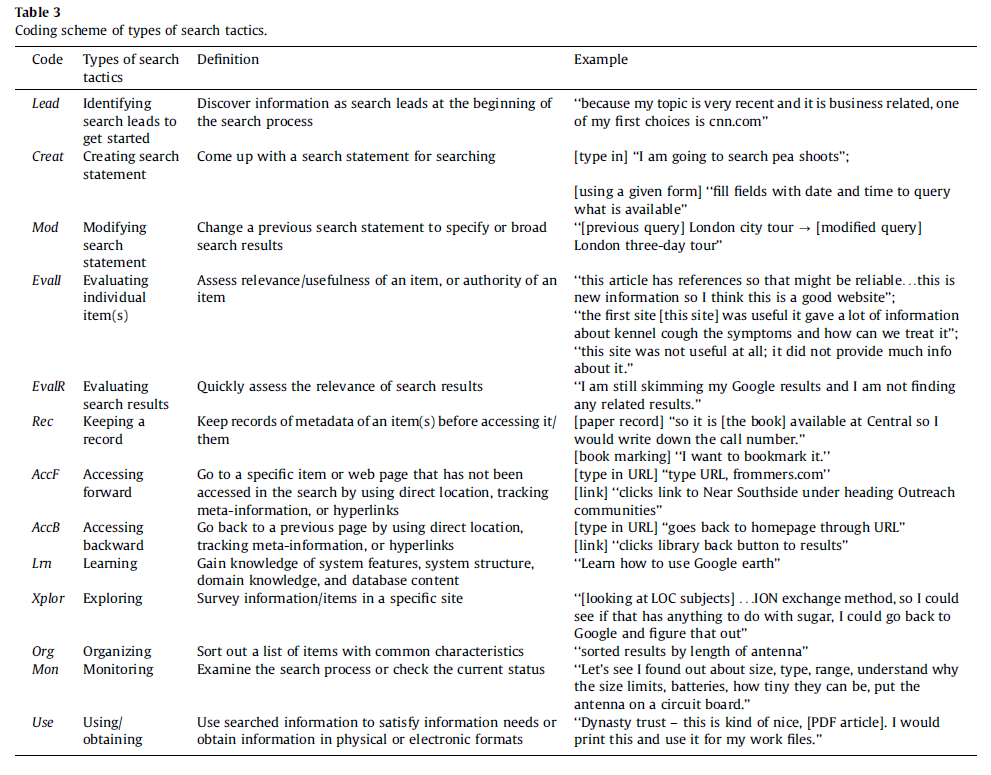 Table 3
Coding scheme of types of search tactics.
Code Types of search tactics Definition Example
Lead Identifying search leads to get started Discover information as search leads at the beginning of the search process ‘‘because my topic is very recent and it is business related, one of my first choices is cnn.com”
Creat Creating search statement Come up with a search statement for searching [type in] “I am going to search pea shoots”;
[using a given form] “fill fields with date and time to query what is available”
Mod Modifying search statement Change a previous search statement to specify or broad search results ‘‘[previous query] London city tour → [modified query] London three-day tour”
EvalI Evaluating individual item(s) Assess relevance/usefulness of an item, or authority of an item ‘‘this article has references so that might be reliable...this is new information so I think this is a good website”;
‘‘the first site [this site] was useful it gave a lot of information about kennel cough the symptoms and how can we treat it”;
‘‘this site was not useful at all; it did not provide much info about it.”
EvalR Evaluating search results Quickly assess the relevance of search results “I am still skimming my Google results and I am not finding any related results.”
Rec Keeping a record Keep records of metadata of an item(s) before accessing it/them [paper record] “so it is [the book] available at Central so I would write down the call number.”
[book marking] “I want to bookmark it.’’
AccF Accessing forward Go to a specific item or web page that has not been accessed in the search by using direct location, tracking meta-information, or hyperlinks [type in URL] “type URL, frommers.com’’
[link] ‘‘clicks link to Near Southside under heading Outreach communities”
AccB Accessing backward Go back to a previous page by using direct location, tracking meta-information, or hyperlinks [type in URL] “goes back to homepage through URL”
[link] “clicks library back button to results”
Lrn Learning Gain knowledge of system features, system structure, domain knowledge, and database content “Learn how to use Google earth”
Xplor Exploring Survey information/items in a specific site ‘‘[looking at LOC subjects] ...ION exchange method, so I could see if that has anything to do with sugar, I could go back to Google and figure that out”
Org Organizing Sort out a list of items with common characteristics “sorted results by length of antenna”
Mon Monitoring Examine the search process or check the current status “Let's see I found out about size, type, range, understand why the size limits, batteries, how tiny they can be, put the antenna on a circuit board.”
Use Using/obtaining Use searched information to satisfy information needs or obtain information in physical or electronic formats “Dynasty trust – this is kind of nice, [PDF article]. I would print this and use it for my work files.”